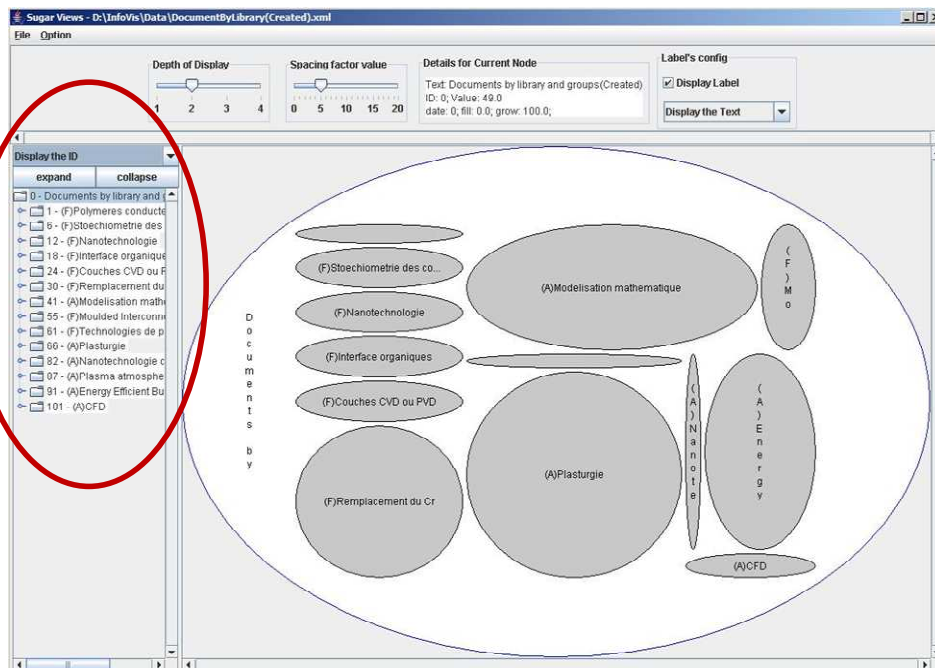 Sugar Views - D:\InfoVis\Data\DocumentByLibrary(Created).xml
File Option
Depth of Display
1 2 3 4
Spacing factor value
0 5 10 15 20
Details for Current Node
Text: Documents by library and groups(Created)
ID: 0; Value: 49.0
date: 0; fill: 0.0; grow: 100.0;
Label's config
Display Label
Display the Text
Display the ID
expand collapse
0 - Documents by library and g
1 - (F)Polymeres conducte
6 - (F)Stoechiometrie des
12 - (F)Nanotechnologie
18 - (F)Interface organique
24 - (F)Couches CVD ou F
30 - (F)Remplacement du
41 - (A)Modelisation mathe
55 - (F)Moulded Interconne
61 - (F)Technologies de p
66 - (A)Plasturgie
82 - (A)Nanotechnologie c
07 - (A)Plasma atmosphe
91 - (A)Energy Efficient Bu
101 - (A)CFD
Documents by
(F)Stoechiometrie des co...
(F)Nanotechnologie
(F)Interface organiques
(F)Couches CVD ou PVD
(F)Remplacement du Cr
(A)Modelisation mathematique
(F)Mo
(A)Plasturgie
(A)Nanote
(A)Energy
(A)CFD